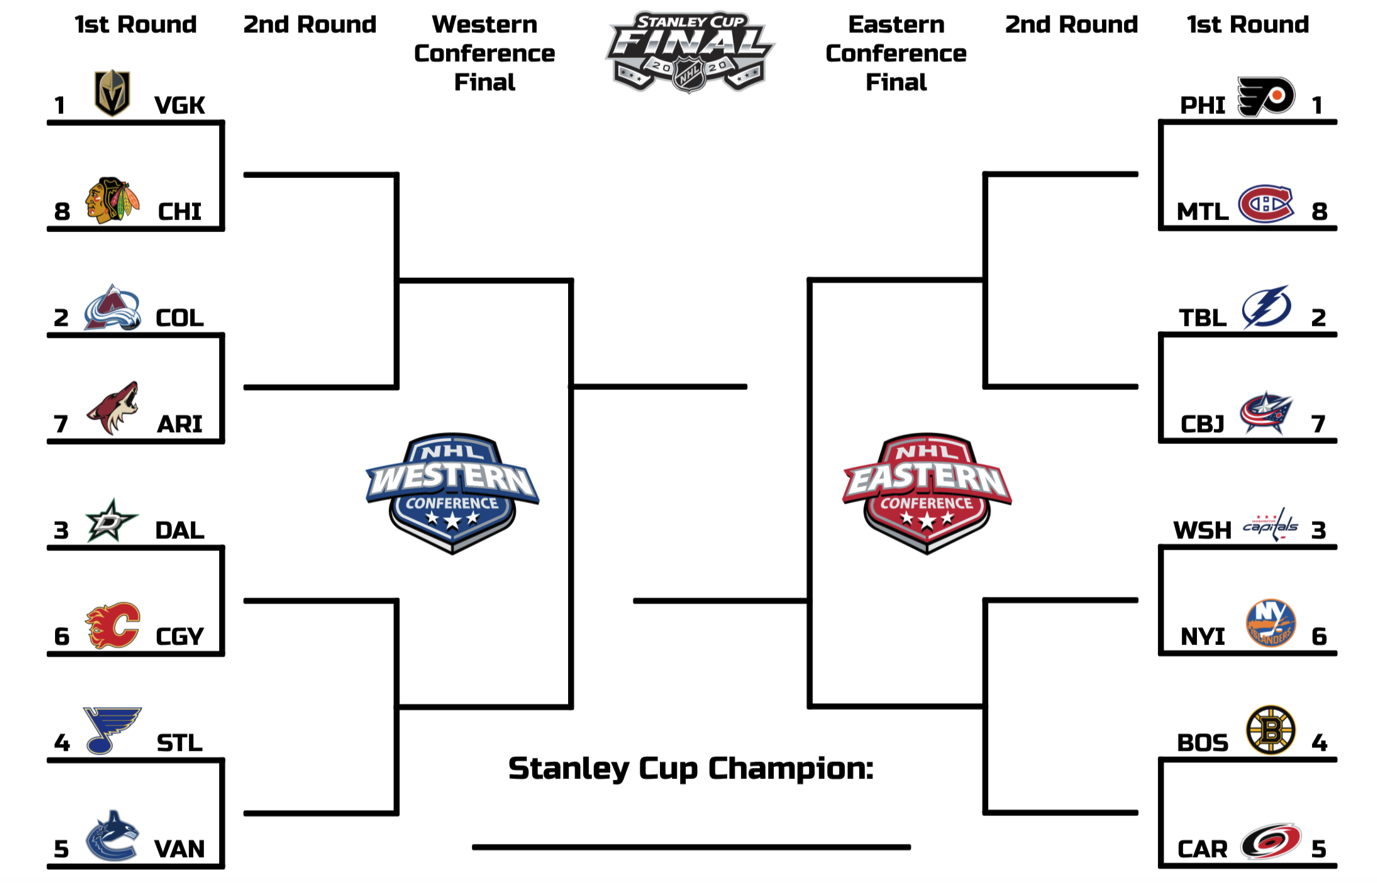 1st Round
2nd Round
Western
Conference
Final
STANLEY CUP
FINAL
20 20
NHL
Eastern
Conference
Final
2nd Round
1st Round
1 VGK
8 CHI
2 COL
7 ARI
3 DAL
6 CGY
4 STL
5 VAN
NHL
WESTERN
CONFERENCE
NHL
EASTERN
CONFERENCE
PHI 1
MTL 8
TBL 2
CBJ 7
WSH capitals 3
NYI NY ISLANDERS 6
BOS B 4
CAR 5
Stanley Cup Champion: